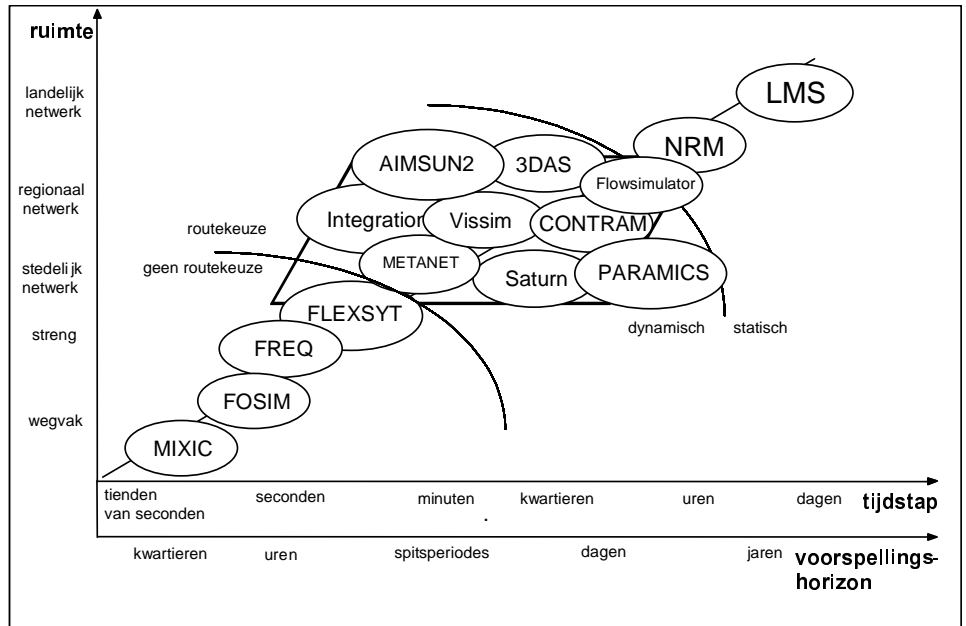 ruimte
landelijk
netwerk
LMS
NRM
AIMSUN2
3DAS
Flowsimulator
regionaal
netwerk
routekeuze
Integration
Vissim
CONTRAM
geen routekeuze
stedelijk
netwerk
METANET
Saturn
PARAMICS
FLEXSYT
dynamisch
statisch
streng
FREQ
FOSIM
wegvak
MIXIC
tienden
van seconden
seconden
minuten
kwartieren
uren
dagen
tijdstap
kwartieren
uren
spitsperiodes
dagen
jaren
voorspellings-
horizon